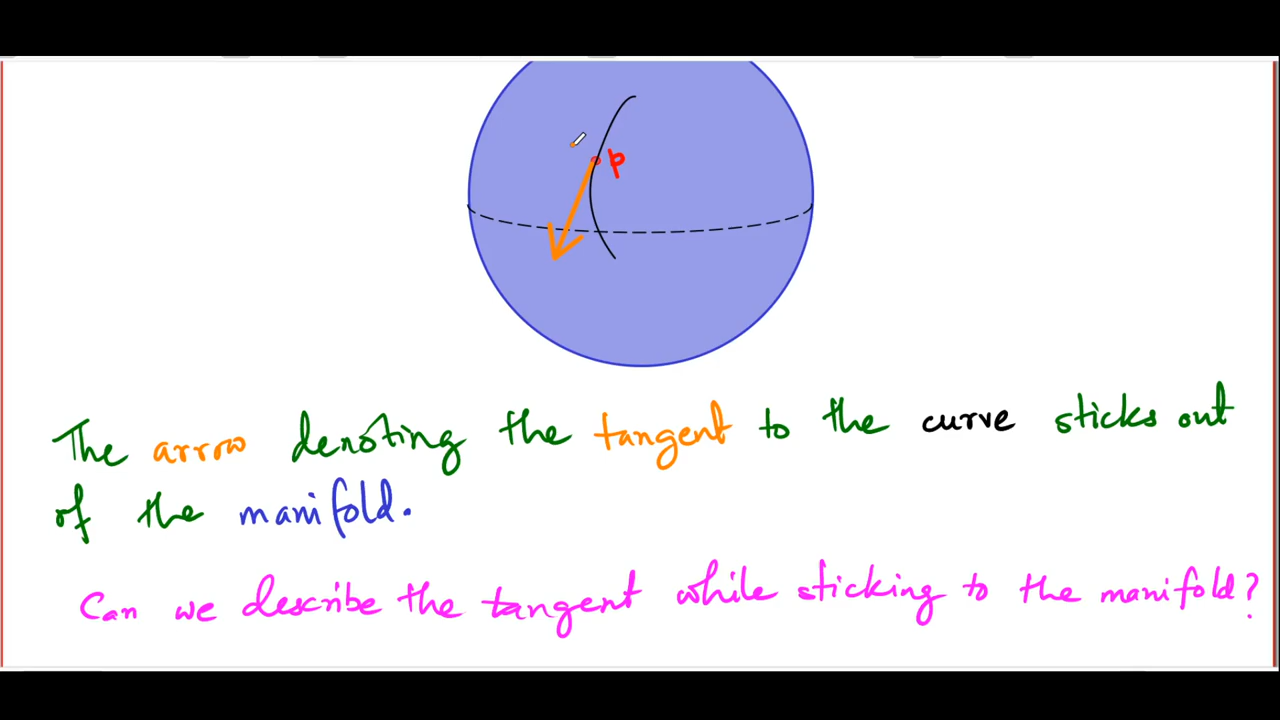 p
The arrow denoting the tangent to the curve sticks out
of the manifold.
Can we describe the tangent while sticking to the manifold?